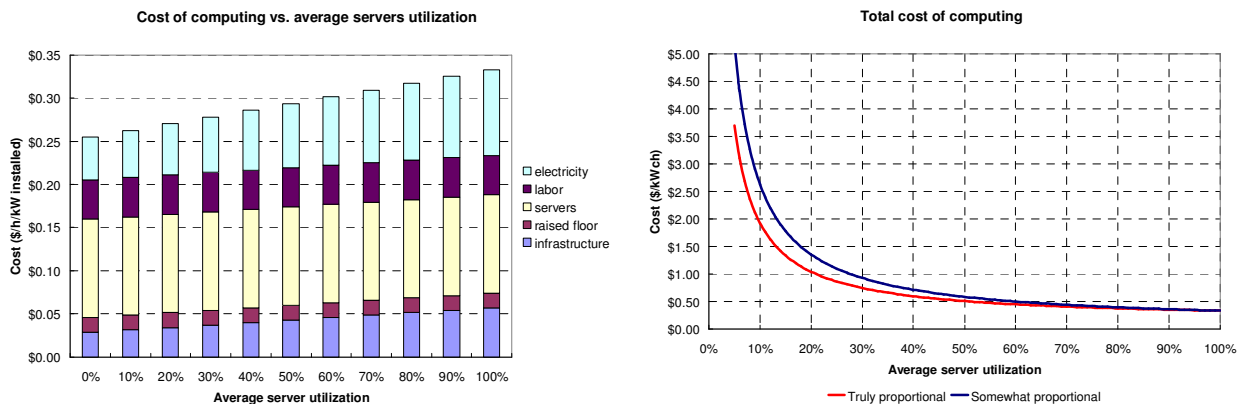 Cost of computing vs. average servers utilization
$0.35
$0.30
$0.25
$0.20
$0.15
$0.10
$0.05
$0.00
Cost ($/h/kW installed)
0% 10% 20% 30% 40% 50% 60% 70% 80% 90% 100%
Average server utilization
electricity
labor
servers
raised floor
infrastructure
Total cost of computing
$5.00
$4.50
$4.00
$3.50
$3.00
$2.50
$2.00
$1.50
$1.00
$0.50
$0.00
Cost ($/kWch)
0% 10% 20% 30% 40% 50% 60% 70% 80% 90% 100%
Average server utilization
Truly proportional Somewhat proportional